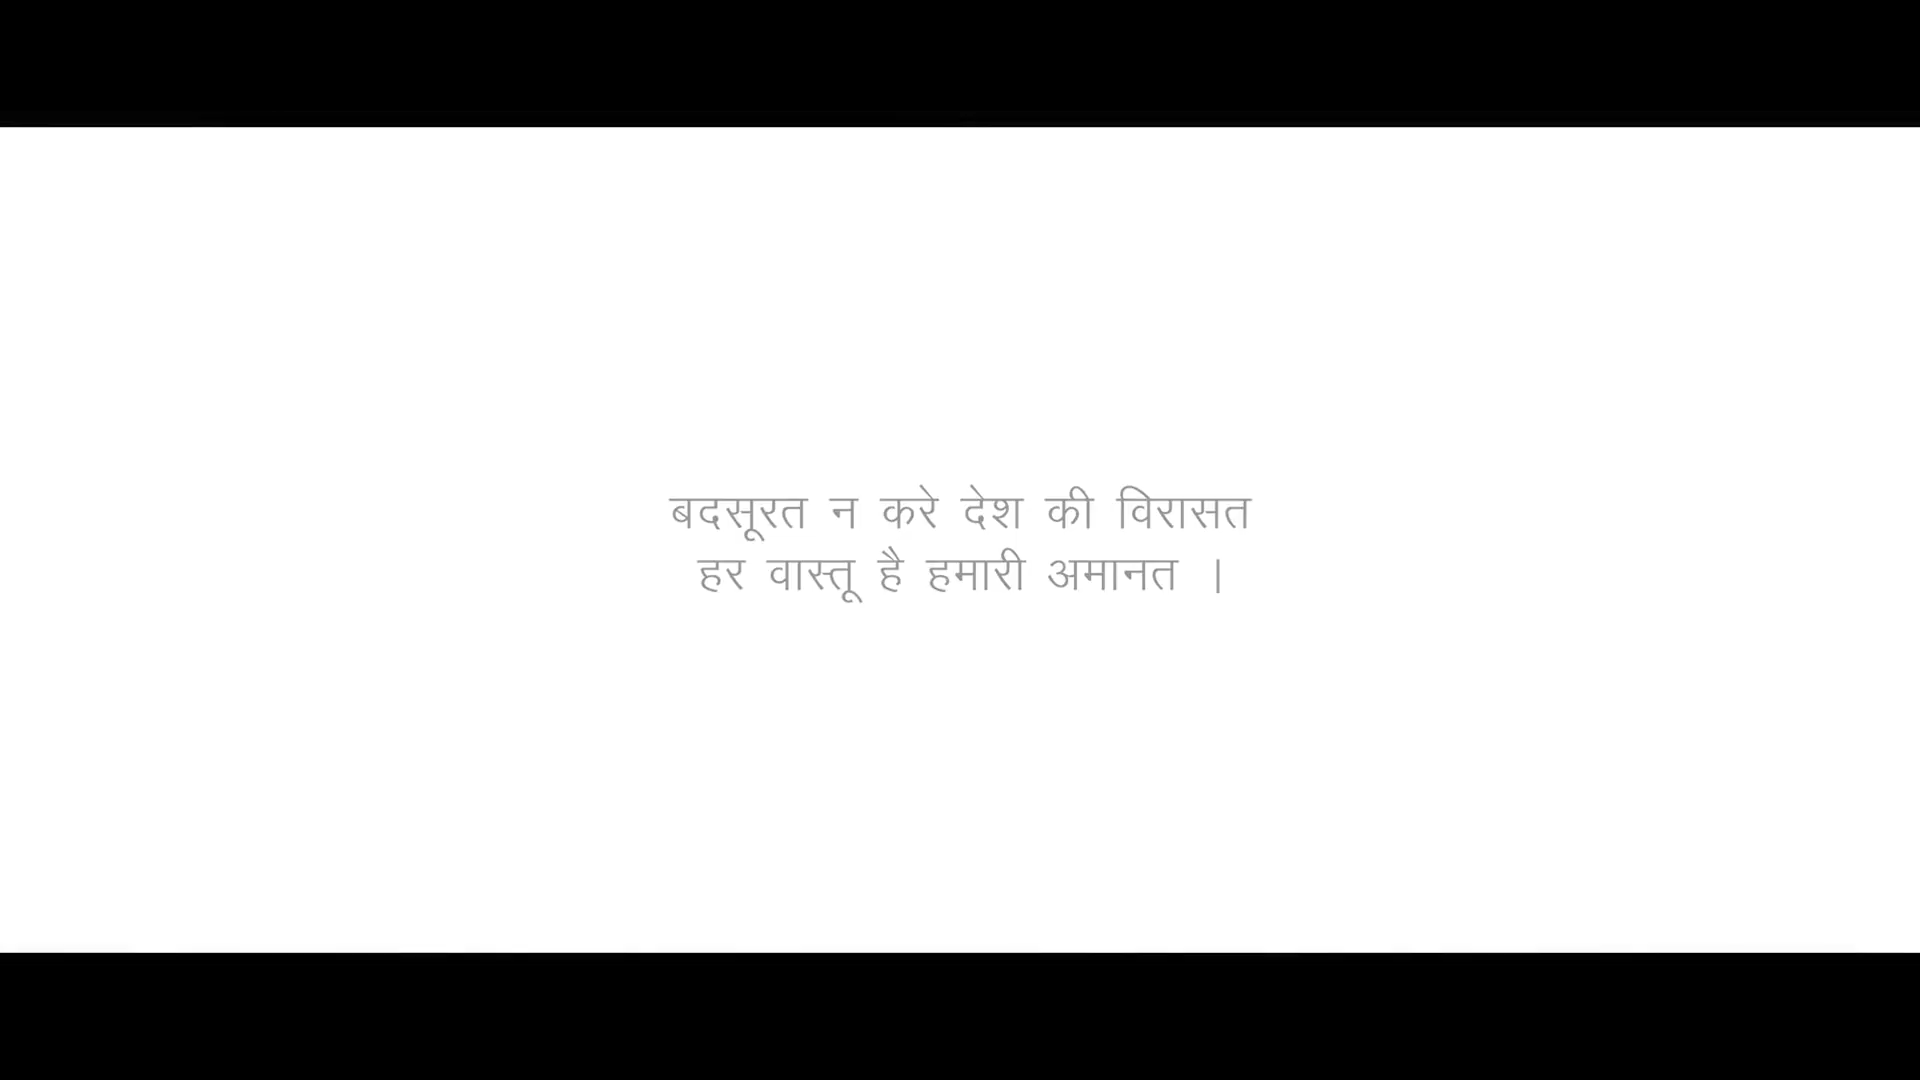 बदसूरत न करे देश की विरासत
हर वास्तू है हमारी अमानत ।